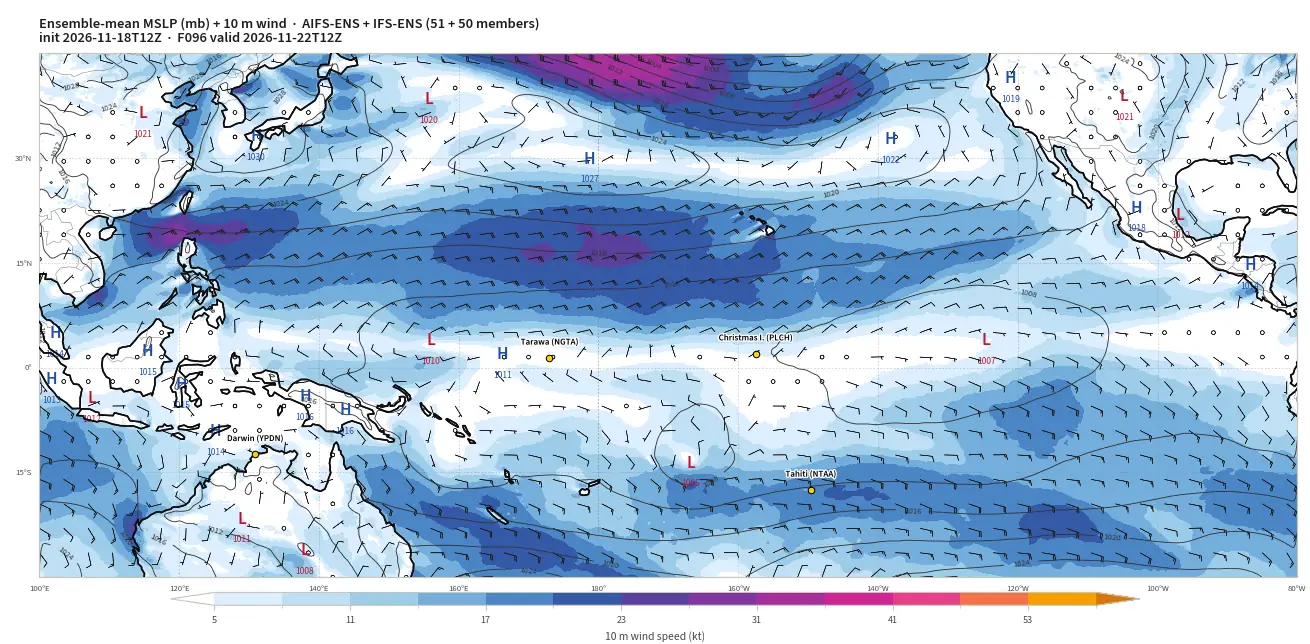 Ensemble-mean MSLP (mb) + 10 m wind · AIFS-ENS + IFS-ENS (51 + 50 members)
init 2026-11-18T12Z · F096 valid 2026-11-22T12Z
H
1019
L
1021
L
1020
L
1021
H
1030
H
1022
30°N
H
1027
H
1018
L
15°N
H
L
1010
Tarawa (NGTA)
H
1011
Christmas I. (PLCH)
L
1007
H
H
1015
0°
H
H
L
H
H
H
1014
Darwin (YPDN)
L
15°S
Tahiti (NTAA)
L
1011
L
1008
100°E
120°E
140°E
160°E
180°
160°W
140°W
120°W
100°W
80°W
5
11
17
23
31
41
53
10 m wind speed (kt)